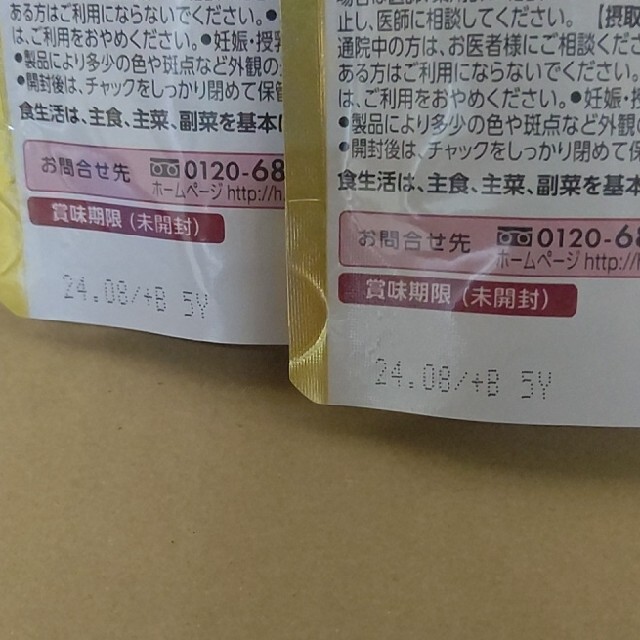 ある方はご利用にならないでください。●
は、ご利用をおやめください。●妊娠・授乳
●製品により多少の色や斑点など外観の
●開封後は、チャックをしっかり閉めて保管
食生活は、主食、主菜、副菜を基本に
お問合せ先 0120-68
ホームページ http://h
賞味期限（未開封）
24.08/+B 5Y
止し、医師に相談してください。【摂取
通院中の方は、お医者様にご相談くださ
ある方はご利用にならないでください。
は、ご利用をおやめください。●妊娠・授
●製品により多少の色や斑点など外観の
●開封後は、チャックをしっかり閉めて保
食生活は、主食、主菜、副菜を基本
お問合せ先 0120-68
ホームページ http://h
賞味期限（未開封）
24.08/+B 5Y